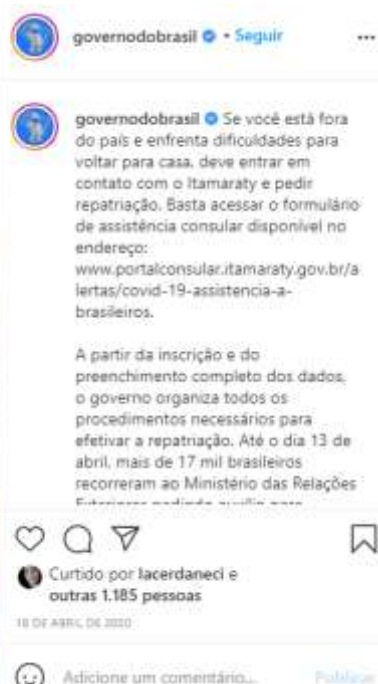 governodobrasil • Seguir
governodobrasil Se você está fora
do país e enfrenta dificuldades para
voltar para casa, deve entrar em
contato com o Itamaraty e pedir
repatriação. Basta acessar o formulário
de assistência consular disponível no
endereço:
www.portalconsular.itamaraty.gov.br/a
lertas/covid-19-assistencia-a-
brasileiros.
A partir da inscrição e do
preenchimento completo dos dados,
o governo organiza todos os
procedimentos necessários para
efetivar a repatriação. Até o dia 13 de
abril, mais de 17 mil brasileiros
recorreram ao Ministério das Relações
Curtido por lacerdaneci e
outras 1.185 pessoas
DE ABRIL DE 2020
Adicione um comentário...
Publicar